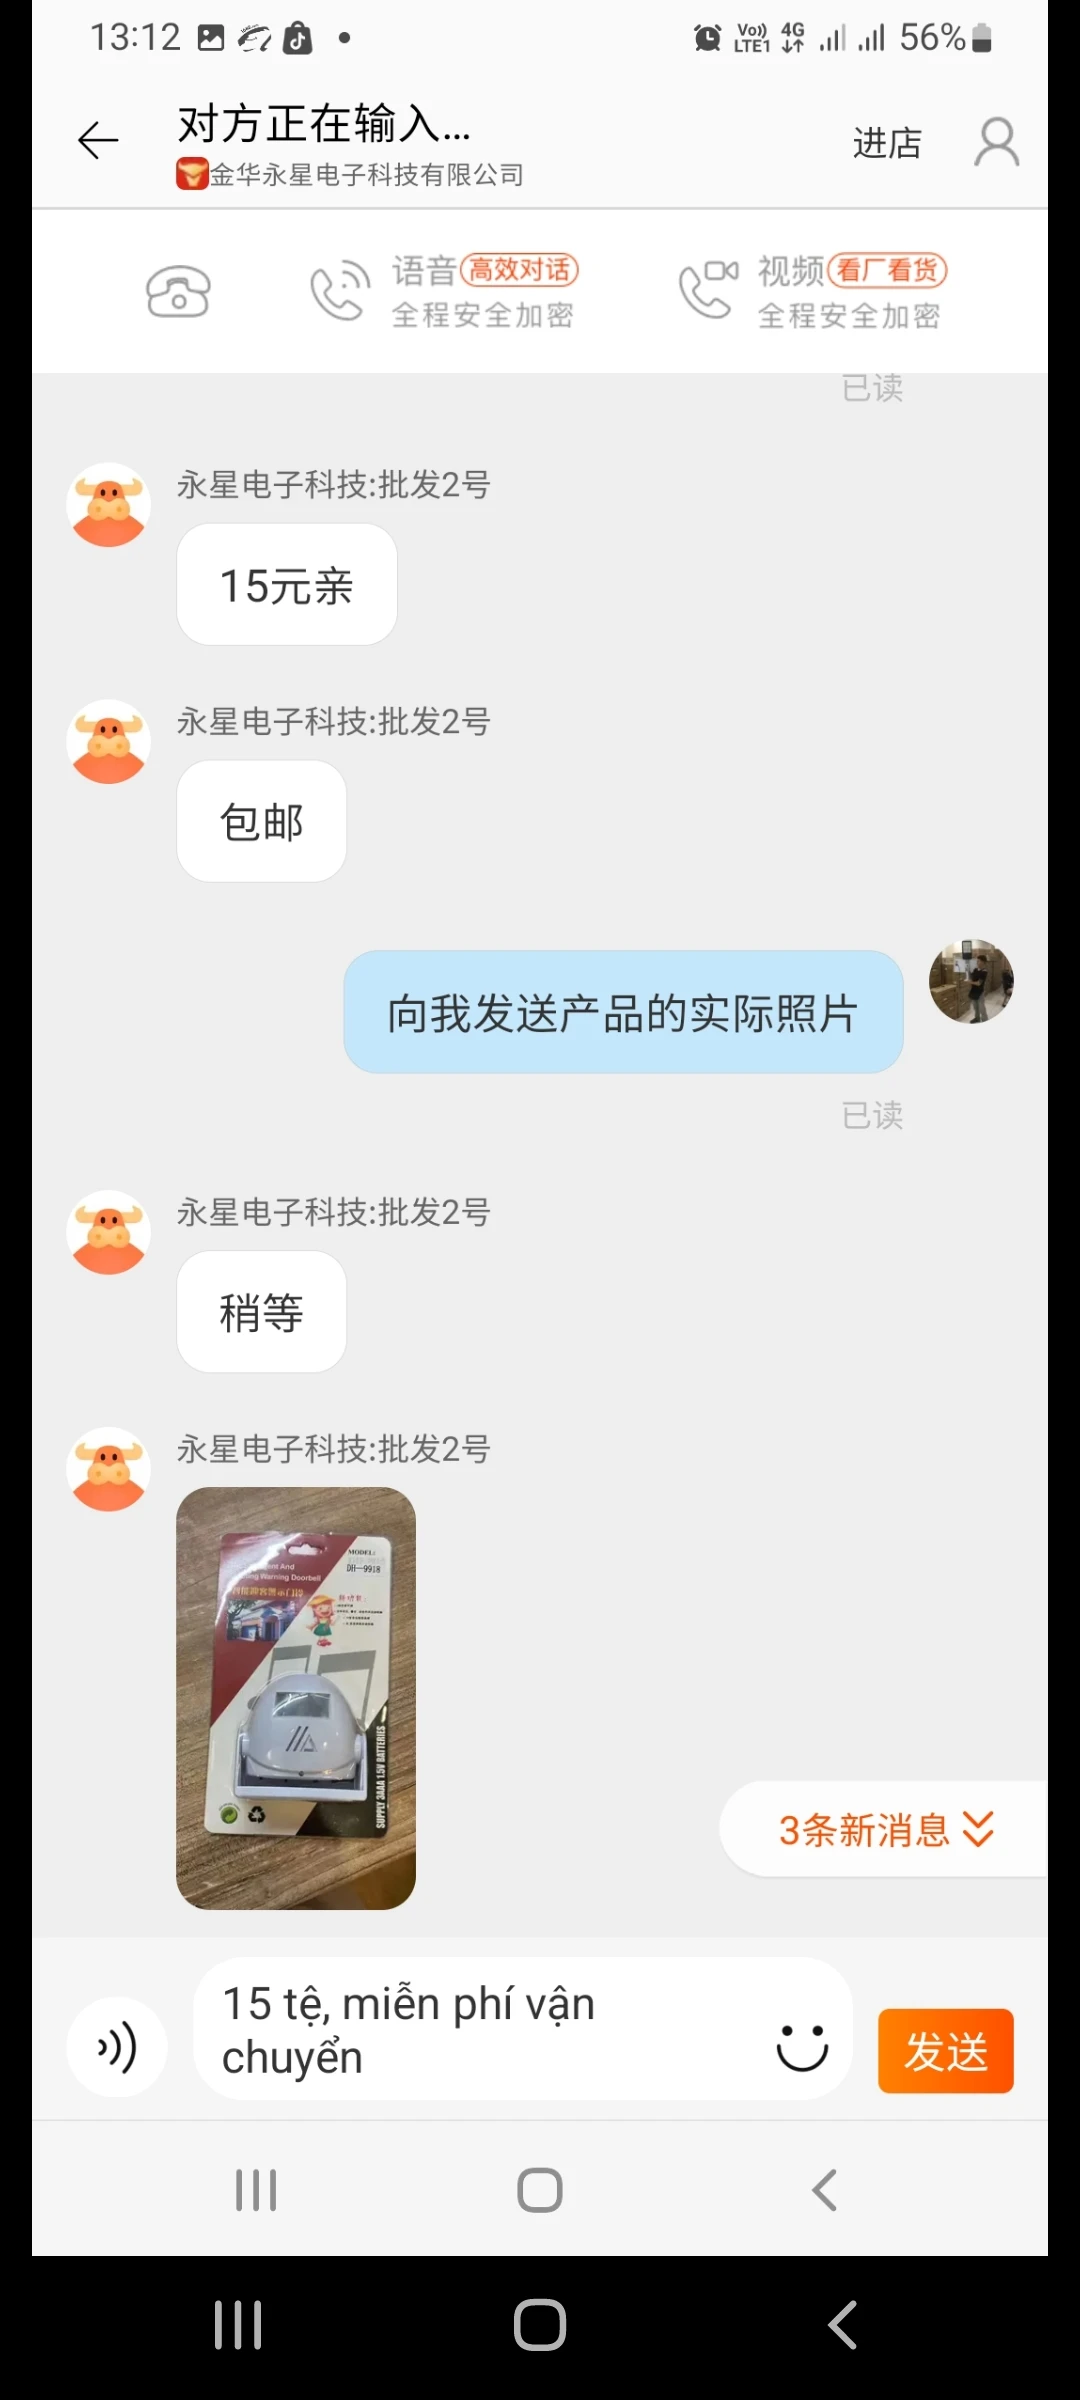 13:12
Vo)) LTE1 4G 56%
对方正在输入...
金华永星电子科技有限公司
进店
语音 高效对话
全程安全加密
视频 看厂看货
全程安全加密
已读
永星电子科技:批发2号
15元亲
永星电子科技:批发2号
包邮
向我发送产品的实际照片
已读
永星电子科技:批发2号
稍等
永星电子科技:批发2号
MODEL:
DH-9918
Warning Doorbell
SUPPLY 3AAA 1.5V BATTERIES
3条新消息
15 tệ, miễn phí vận
chuyển
发送